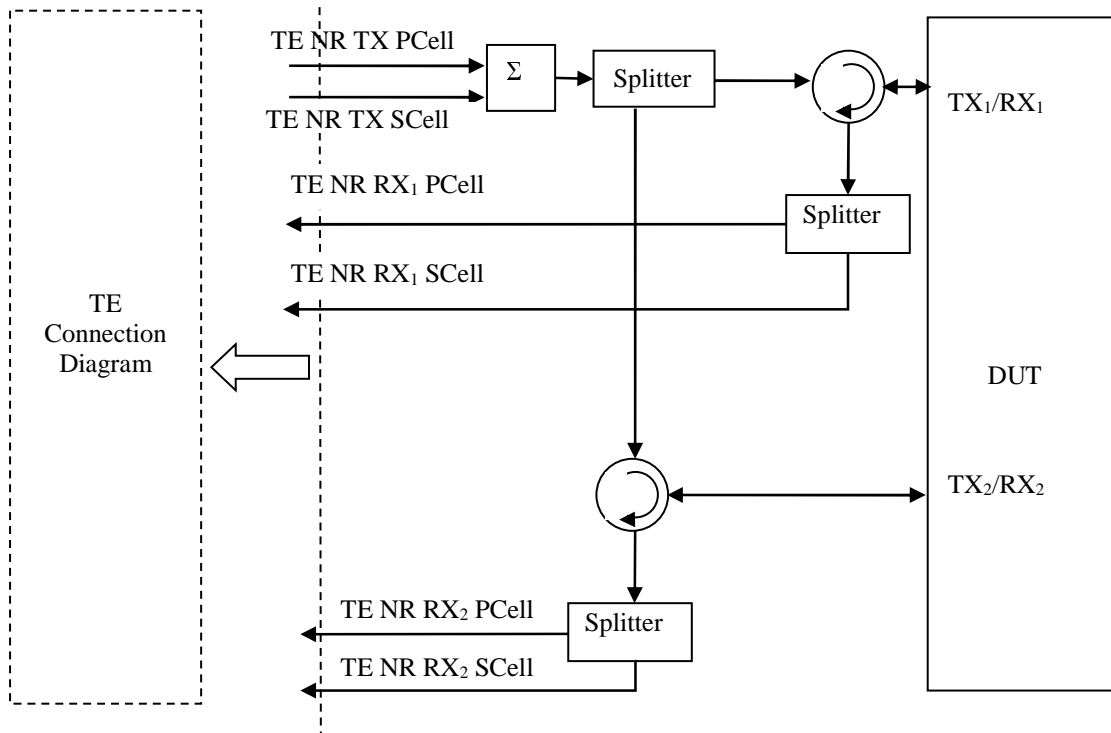 TE NR TX PCell
Σ
Splitter
TE NR TX SCell
TX₁/RX₁
TE NR RX₁ PCell
Splitter
TE NR RX₁ SCell
TE
Connection
Diagram
DUT
TX₂/RX₂
TE NR RX₂ PCell
Splitter
TE NR RX₂ SCell